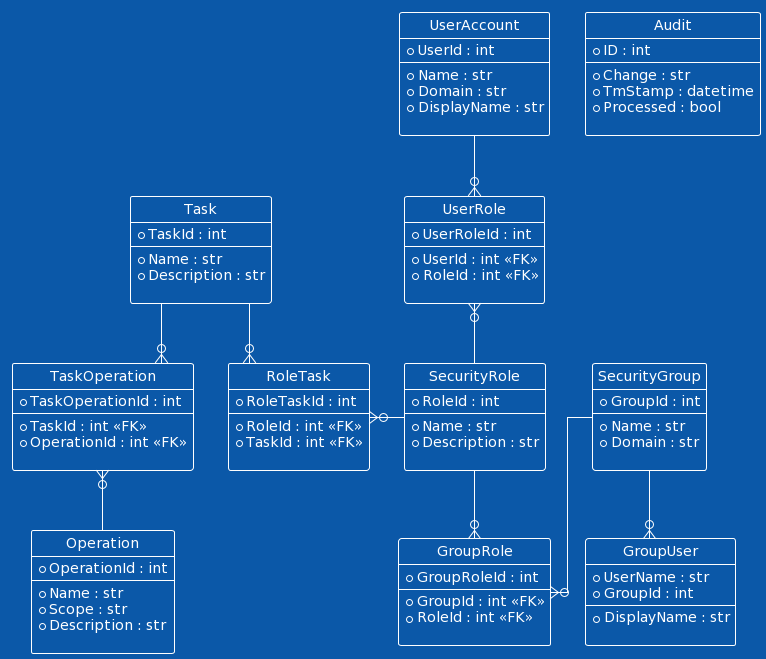 UserAccount
UserId : int
Name : str
Domain : str
DisplayName : str
Audit
ID : int
Change : str
TmStamp : datetime
Processed : bool
Task
TaskId : int
Name : str
Description : str
UserRole
UserRoleId : int
UserId : int «FK»
RoleId : int «FK»
TaskOperation
TaskOperationId : int
TaskId : int «FK»
OperationId : int «FK»
RoleTask
RoleTaskId : int
RoleId : int «FK»
TaskId : int «FK»
SecurityRole
RoleId : int
Name : str
Description : str
SecurityGroup
GroupId : int
Name : str
Domain : str
Operation
OperationId : int
Name : str
Scope : str
Description : str
GroupRole
GroupRoleId : int
GroupId : int «FK»
RoleId : int «FK»
GroupUser
UserName : str
GroupId : int
DisplayName : str